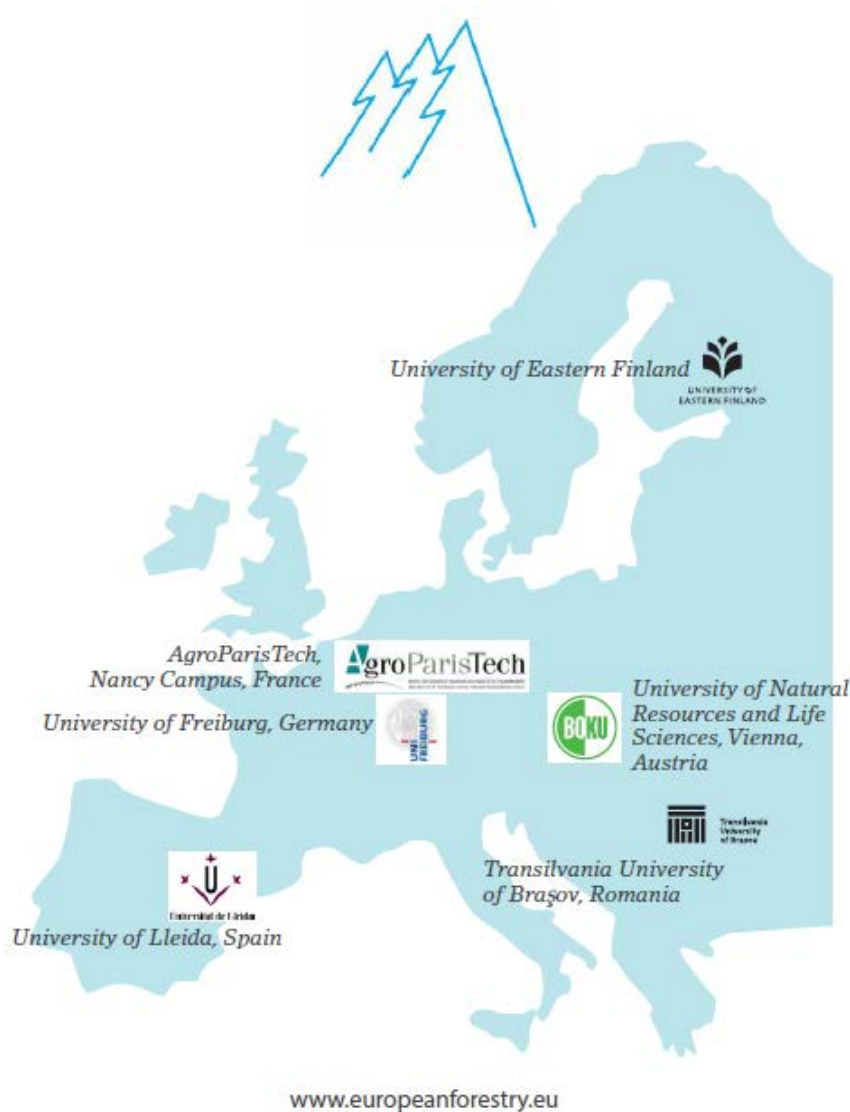 University of Eastern Finland
UNIVERSITY OF
EASTERN FINLAND
AgroParisTech,
Nancy Campus, France
AgroParisTech
University of Freiburg, Germany
UNI
FREIBURG
BOKU
University of Natural
Resources and Life
Sciences, Vienna,
Austria
Transilvania
University
of Brasov
Transilvania University
of Braşov, Romania
Universitat de Lleida
University of Lleida, Spain
www.europeanforestry.eu